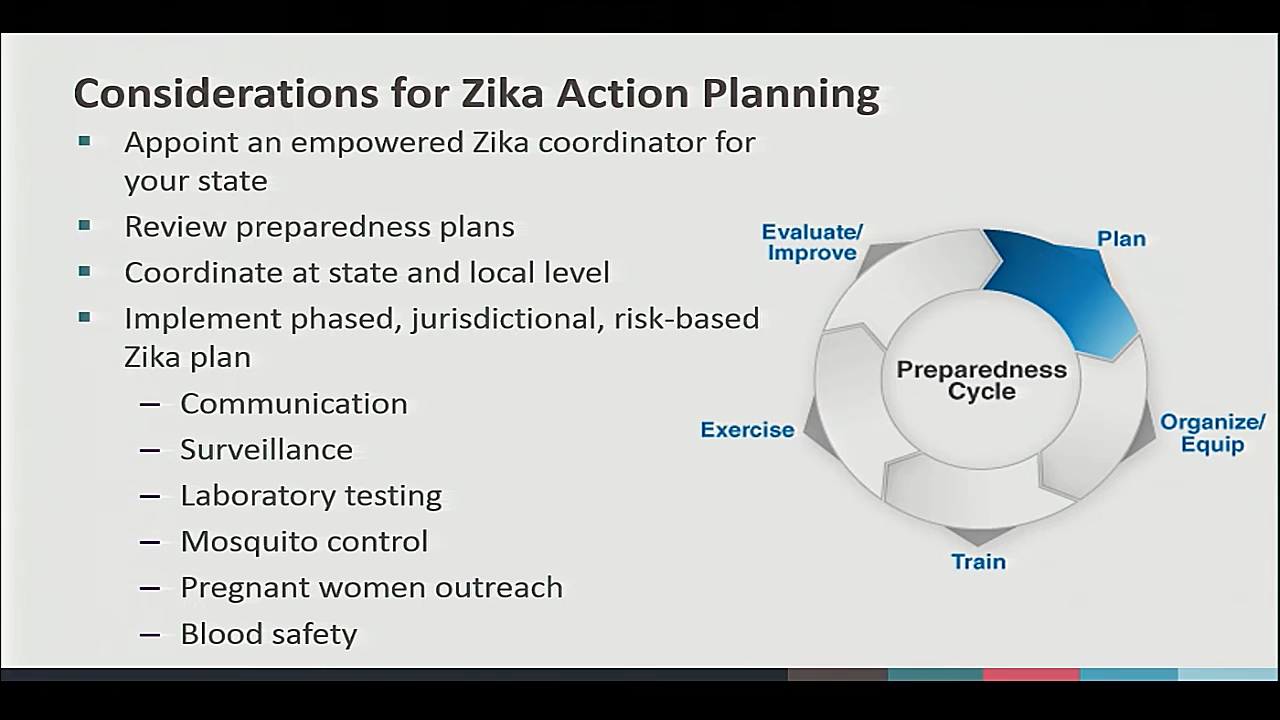 Considerations for Zika Action Planning
▪ Appoint an empowered Zika coordinator for
your state
▪ Review preparedness plans
▪ Coordinate at state and local level
▪ Implement phased, jurisdictional, risk-based
Zika plan
– Communication
– Surveillance
– Laboratory testing
– Mosquito control
– Pregnant women outreach
– Blood safety
Evaluate/
Improve
Plan
Preparedness
Cycle
Exercise
Organize/
Equip
Train